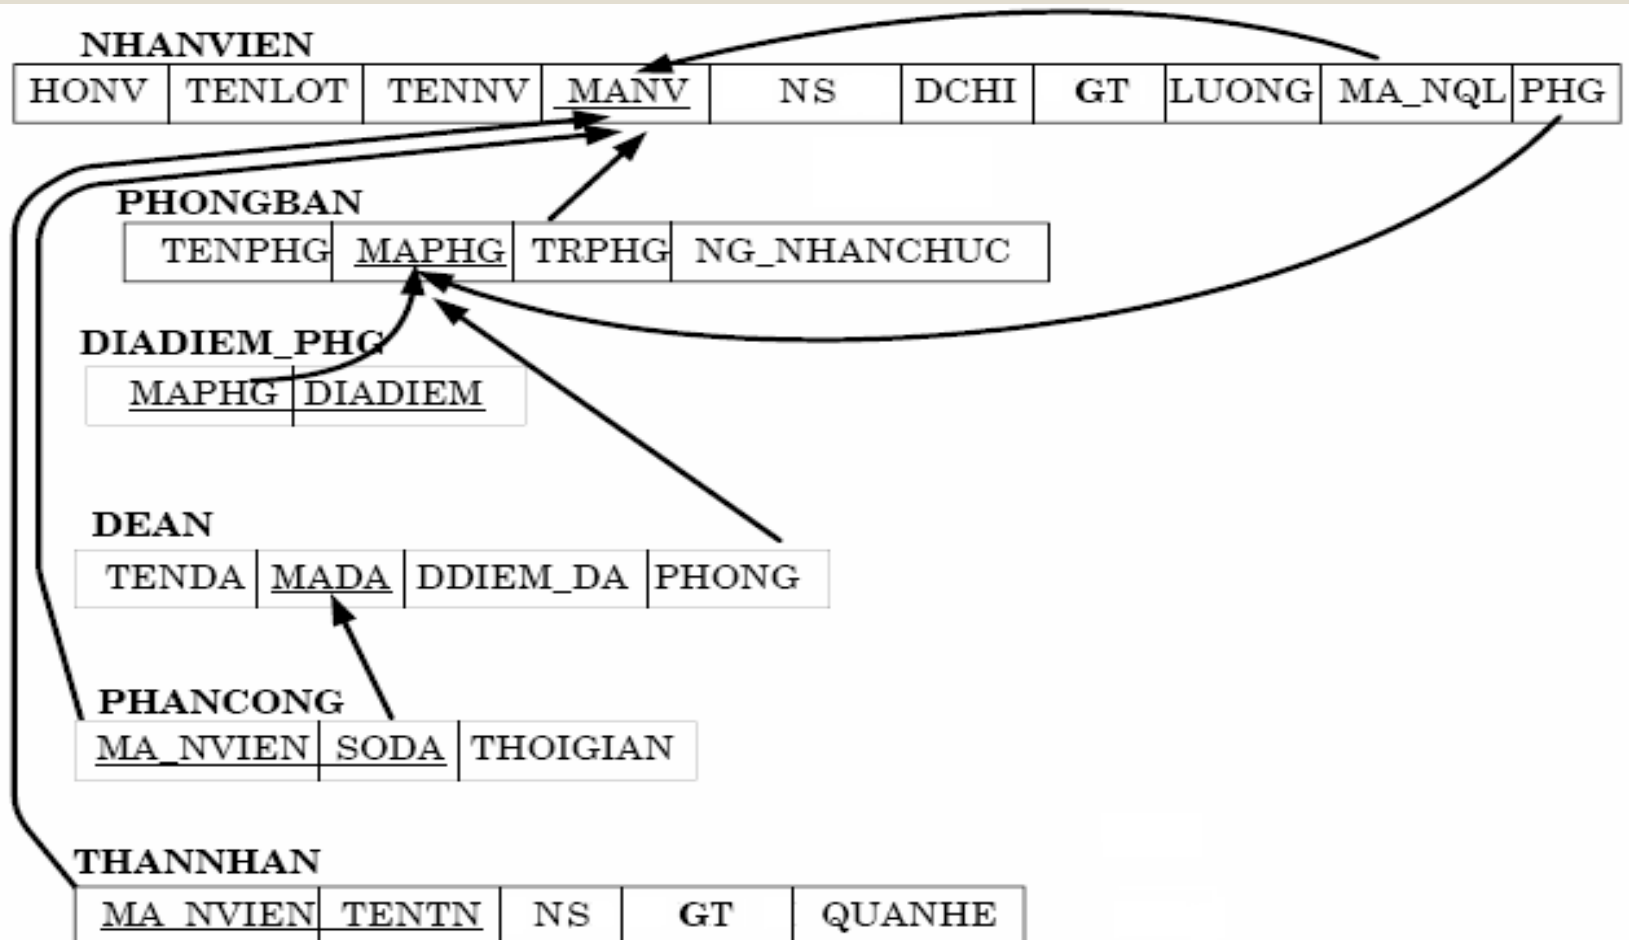 NHANVIEN
HONV TENLOT TENNV MANV NS DCHI GT LUONG MA_NQL PHG
PHONGBAN
TENPHG MAPHG TRPHG NG_NHANCHUC
DIADIEM_PHG
MAPHG DIADIEM
DEAN
TENDA MADA DDIEM_DA PHONG
PHANCONG
MA_NVIEN SODA THOIGIAN
THANNHAN
MA_NVIEN TENTN NS GT QUANHE